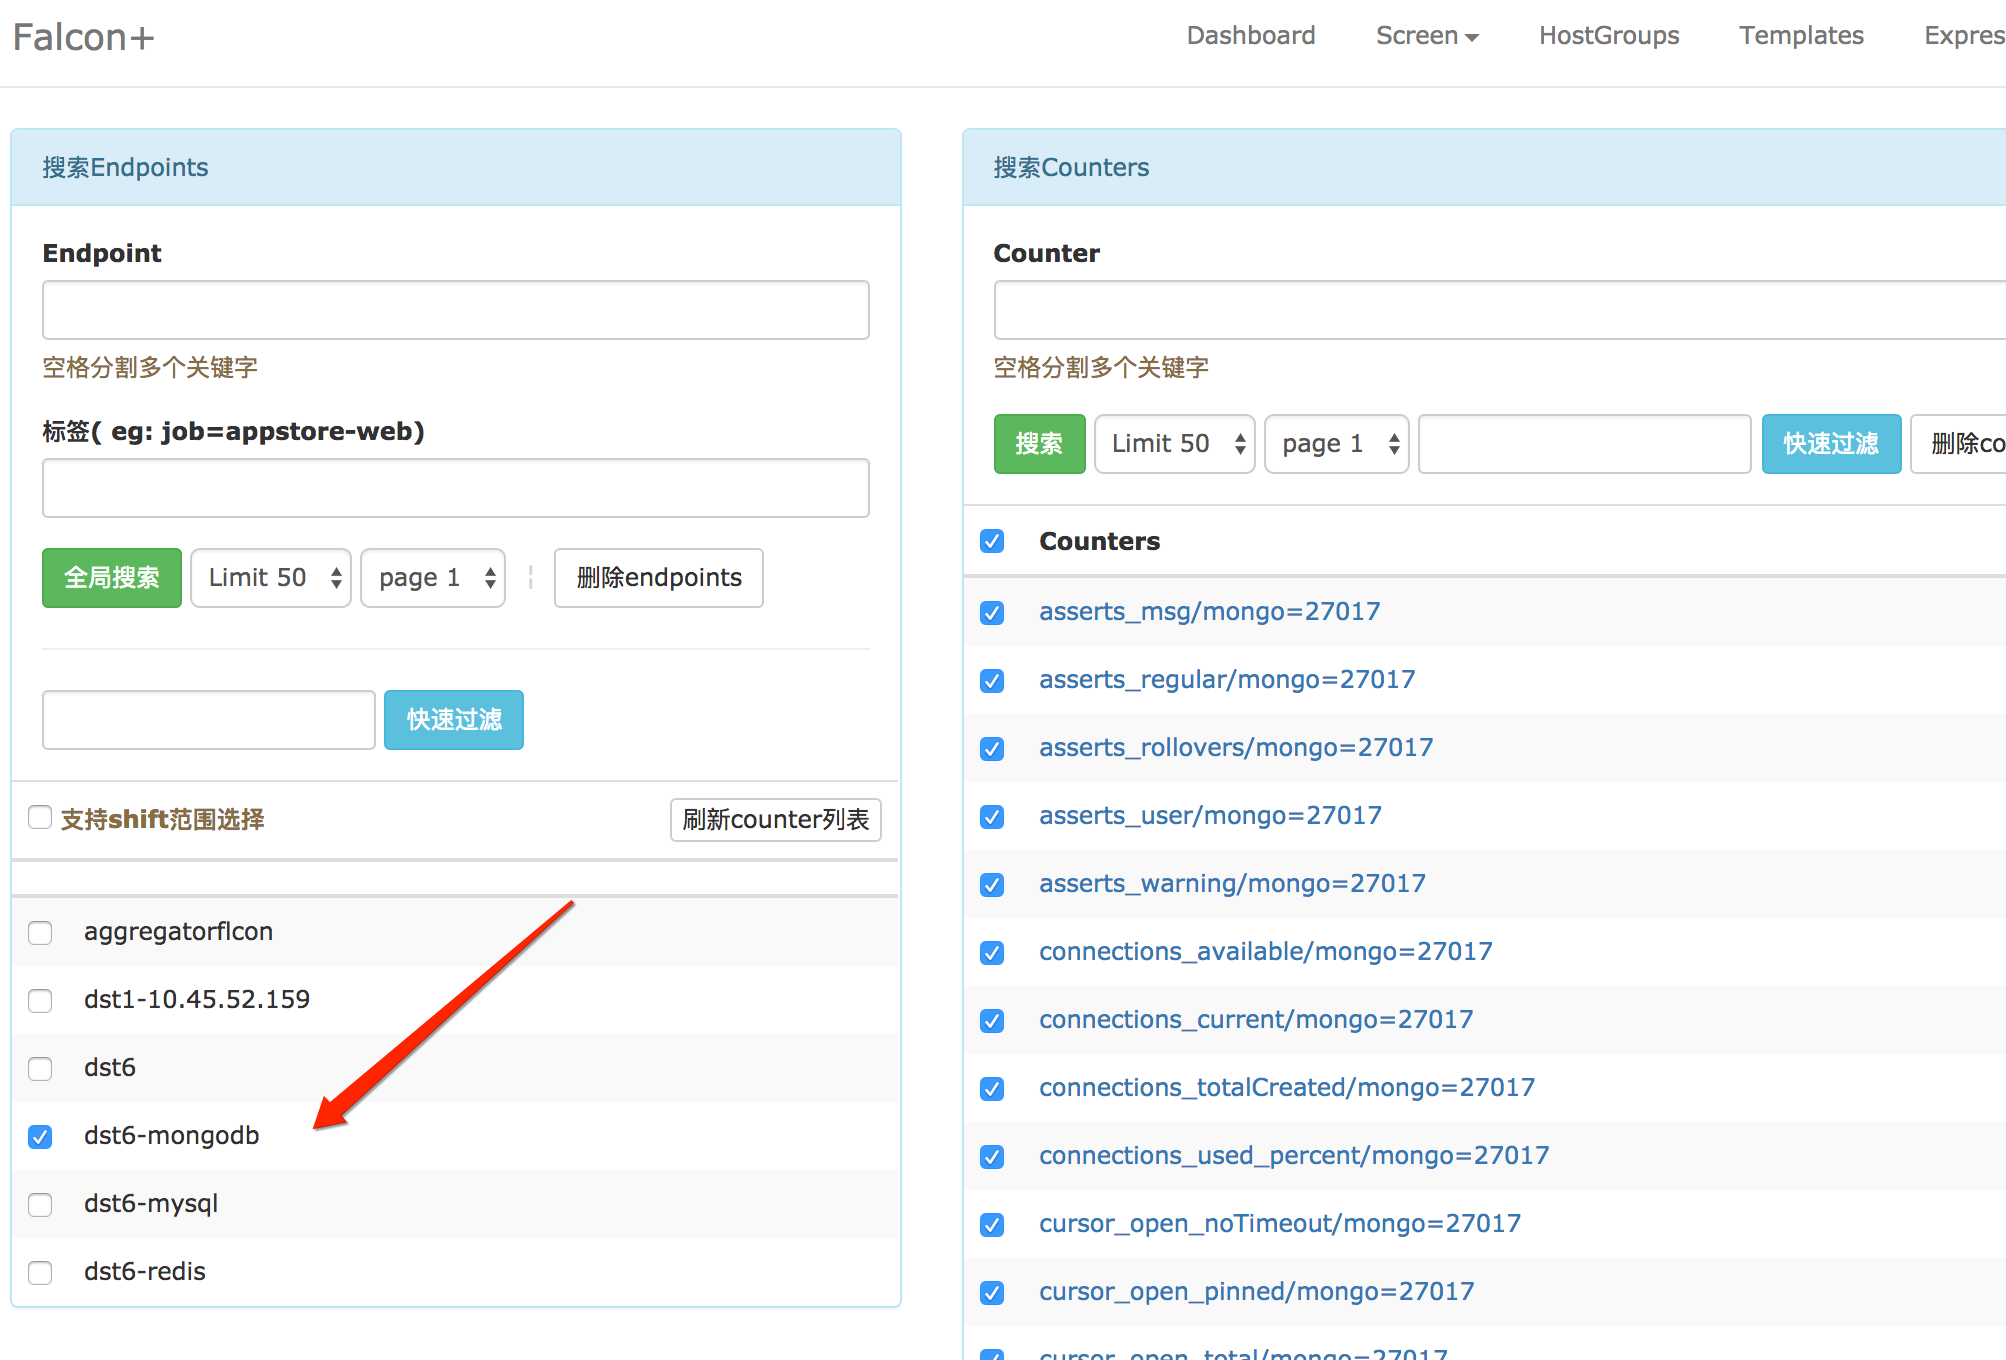 Falcon+
Dashboard Screen HostGroups Templates Expres
搜索Endpoints
Endpoint
空格分割多个关键字
标签( eg: job=appstore-web)
全局搜索 Limit 50 page 1 删除endpoints
快速过滤
支持shift范围选择 刷新counter列表
aggregatorflcon
dst1-10.45.52.159
dst6
dst6-mongodb
dst6-mysql
dst6-redis
搜索Counters
Counter
空格分割多个关键字
搜索 Limit 50 page 1 快速过滤 删除co
Counters
asserts_msg/mongo=27017
asserts_regular/mongo=27017
asserts_rollovers/mongo=27017
asserts_user/mongo=27017
asserts_warning/mongo=27017
connections_available/mongo=27017
connections_current/mongo=27017
connections_totalCreated/mongo=27017
connections_used_percent/mongo=27017
cursor_open_noTimeout/mongo=27017
cursor_open_pinned/mongo=27017
cursor_open_total/mongo=27017